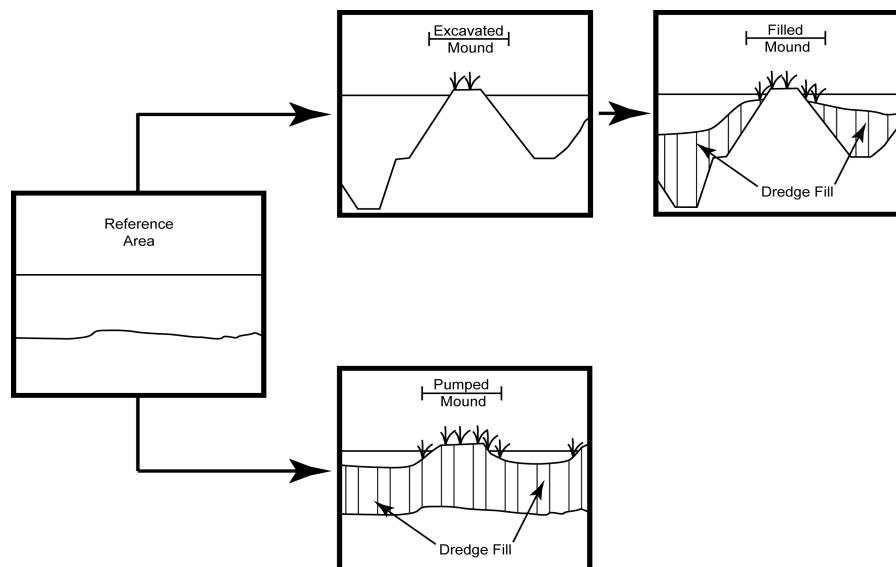 Excavated
Mound
Filled
Mound
Dredge Fill
Reference
Area
Pumped
Mound
Dredge Fill